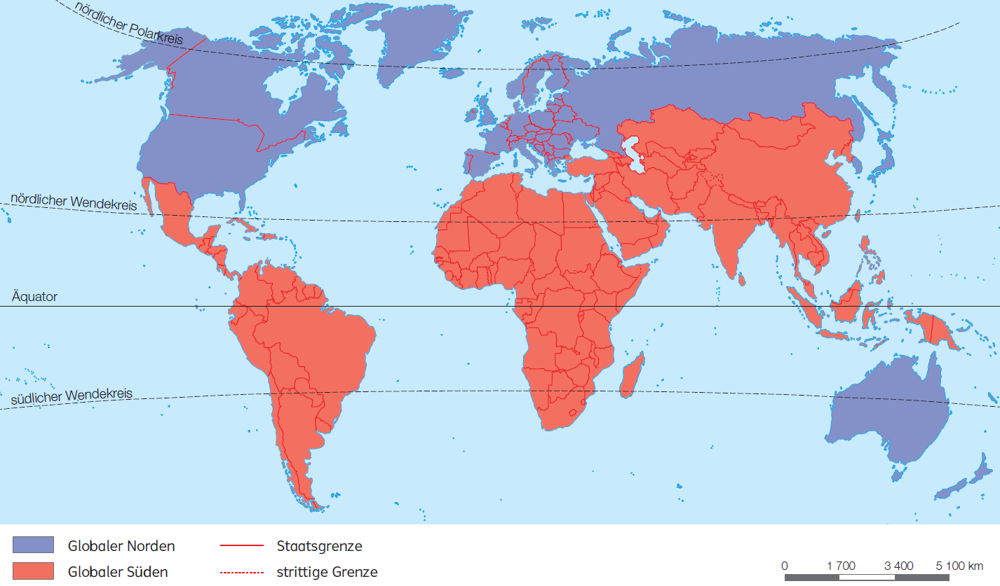 nördlicher Polarkreis
nördlicher Wendekreis
Äquator
südlicher Wendekreis
Globaler Norden
Staatsgrenze
Globaler Süden
strittige Grenze
0 1 700 3 400 5 100 km